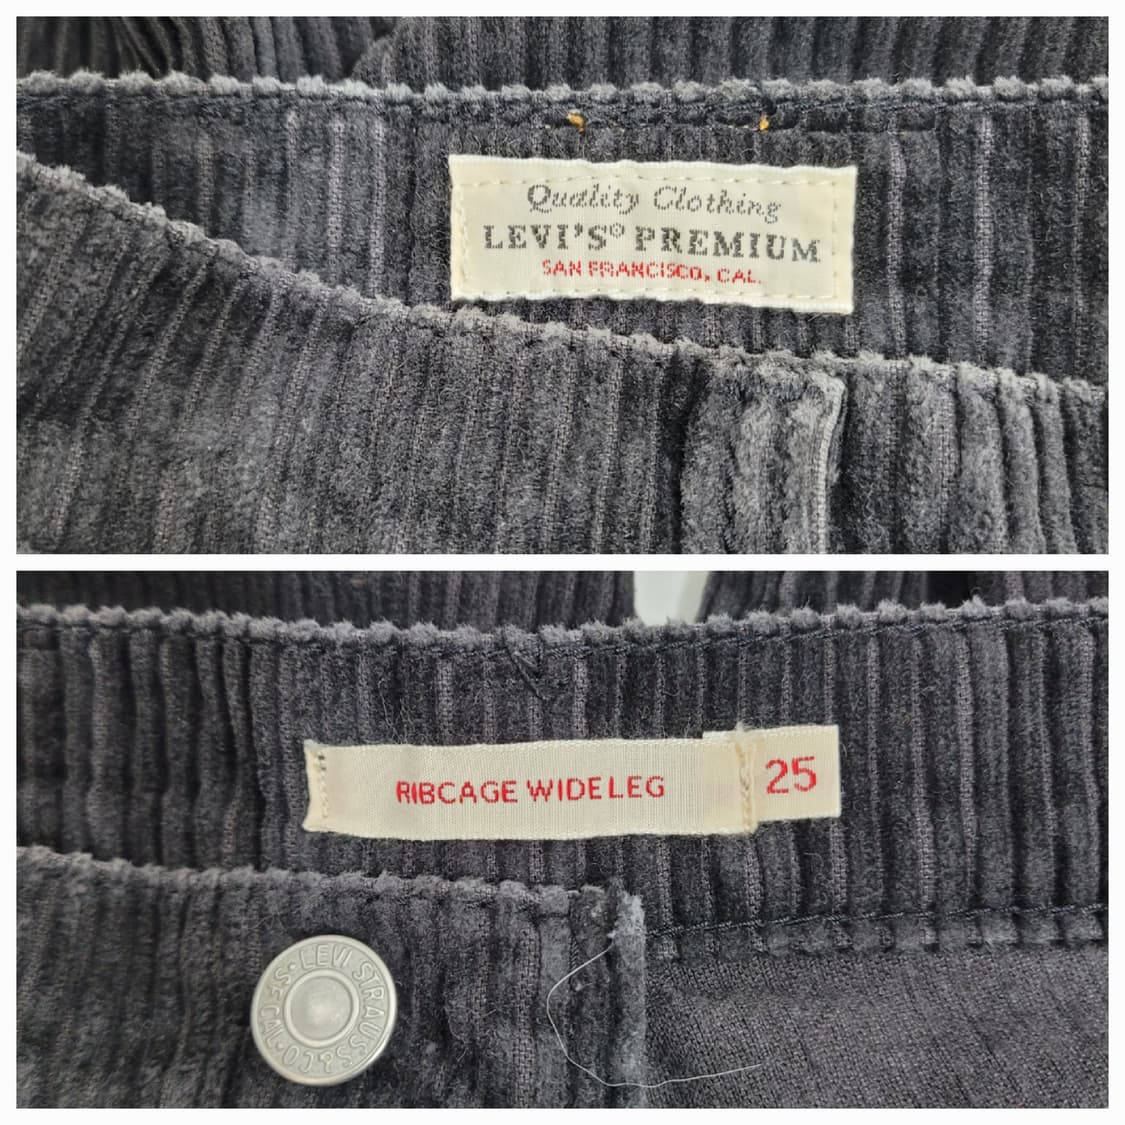 Quality Clothing
LEVI'S® PREMIUM
SAN FRANCISCO, CAL.
RIBCAGE WIDE LEG
25
LEVI STRAUSS & CO • S.F. CAL •